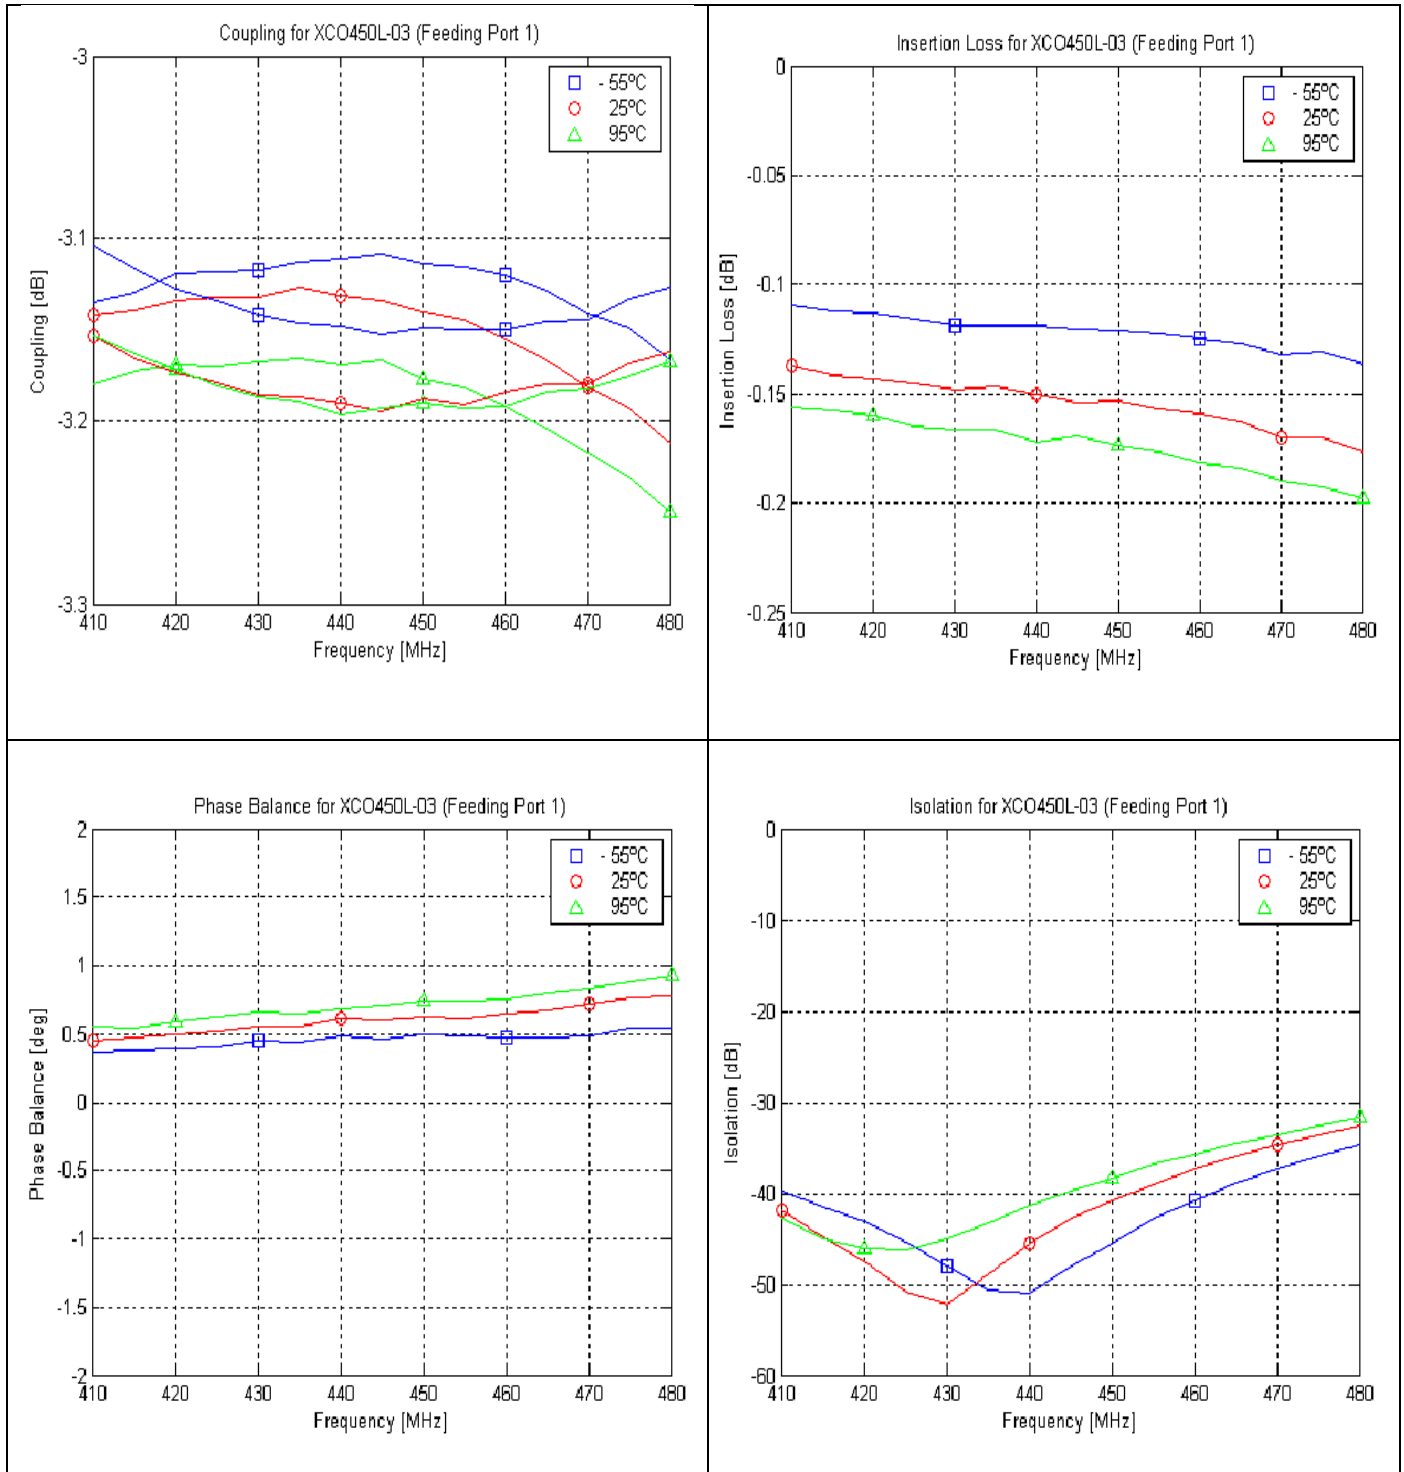 Coupling for XCO450L-03 (Feeding Port 1)
- 55ºC
25ºC
95ºC
-3
-3.1
-3.2
-3.3
Coupling [dB]
410 420 430 440 450 460 470 480
Frequency [MHz]
Insertion Loss for XCO450L-03 (Feeding Port 1)
- 55ºC
25ºC
95ºC
0
-0.05
-0.1
-0.15
-0.2
-0.25
Insertion Loss [dB]
410 420 430 440 450 460 470 480
Frequency [MHz]
Phase Balance for XCO450L-03 (Feeding Port 1)
- 55ºC
25ºC
95ºC
2
1.5
1
0.5
0
-0.5
-1
-1.5
-2
Phase Balance [deg]
410 420 430 440 450 460 470 480
Frequency [MHz]
Isolation for XCO450L-03 (Feeding Port 1)
- 55ºC
25ºC
95ºC
0
-10
-20
-30
-40
-50
-60
Isolation [dB]
410 420 430 440 450 460 470 480
Frequency [MHz]